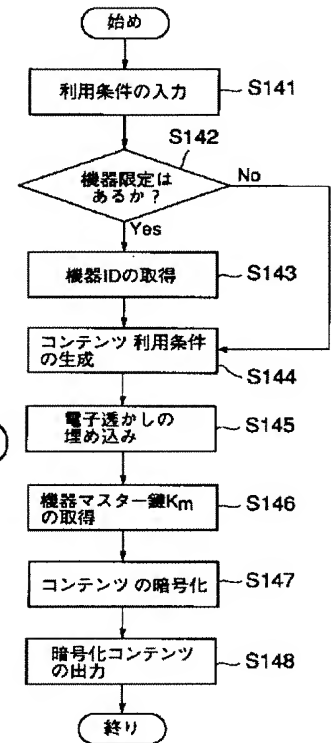 始め
利用条件の入力
S141
S142
機器限定は
あるか?
No
Yes
機器IDの取得
S143
コンテンツ 利用条件
の生成
S144
電子透かしの
埋め込み
S145
機器マスター鍵Km
の取得
S146
コンテンツ の暗号化
S147
暗号化コンテンツ
の出力
S148
終り